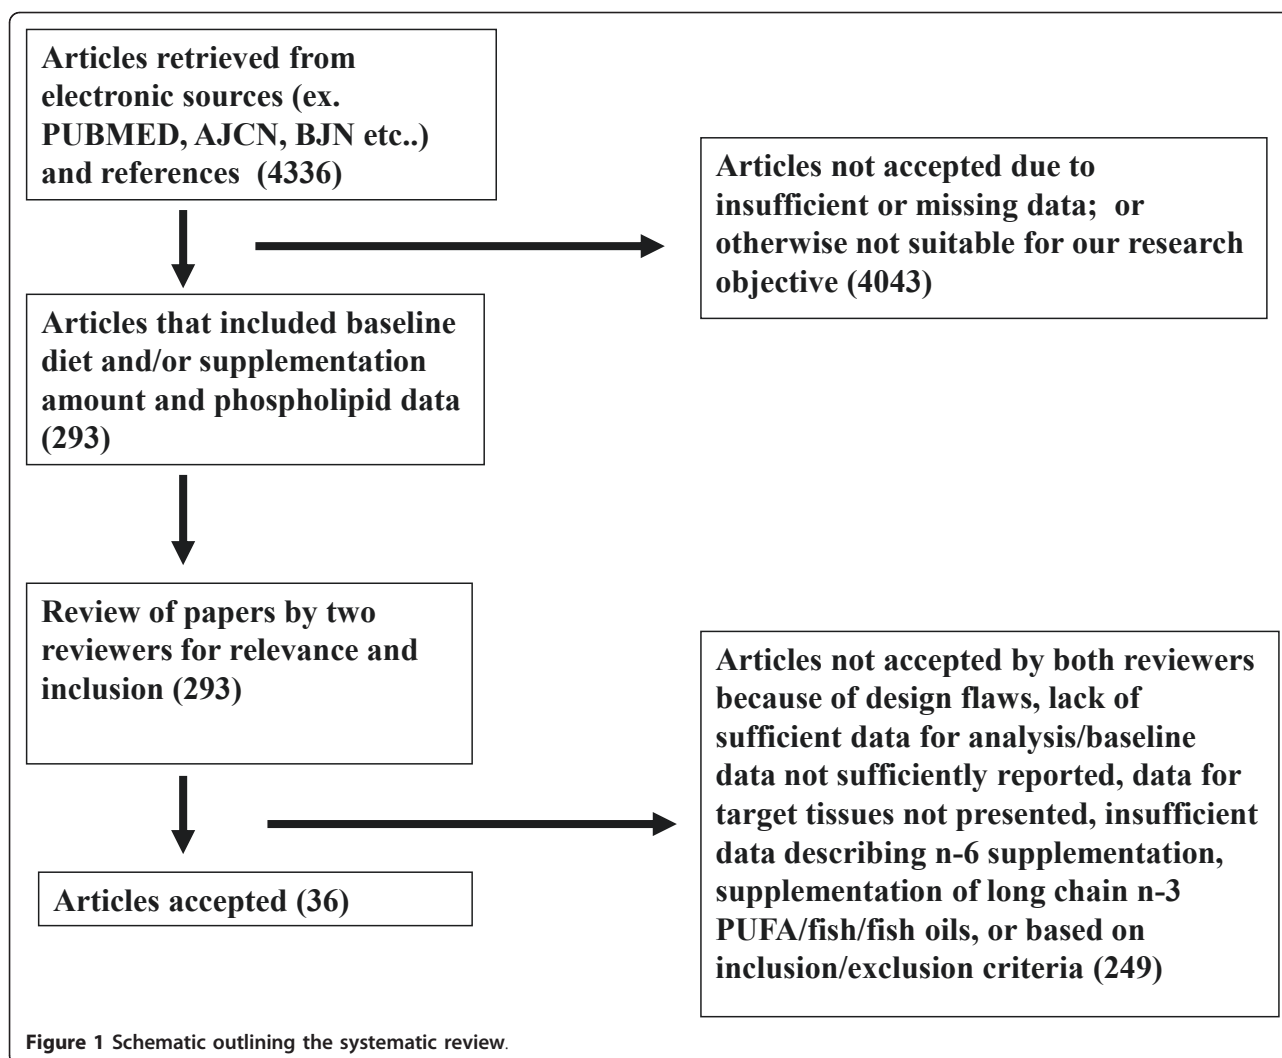 Articles retrieved from
electronic sources (ex.
PUBMED, AJCN, BJN etc..)
and references (4336)
Articles not accepted due to
insufficient or missing data; or
otherwise not suitable for our research
objective (4043)
Articles that included baseline
diet and/or supplementation
amount and phospholipid data
(293)
Review of papers by two
reviewers for relevance and
inclusion (293)
Articles not accepted by both reviewers
because of design flaws, lack of
sufficient data for analysis/baseline
data not sufficiently reported, data for
target tissues not presented, insufficient
data describing n-6 supplementation,
supplementation of long chain n-3
PUFA/fish/fish oils, or based on
inclusion/exclusion criteria (249)
Articles accepted (36)
Figure 1 Schematic outlining the systematic review.